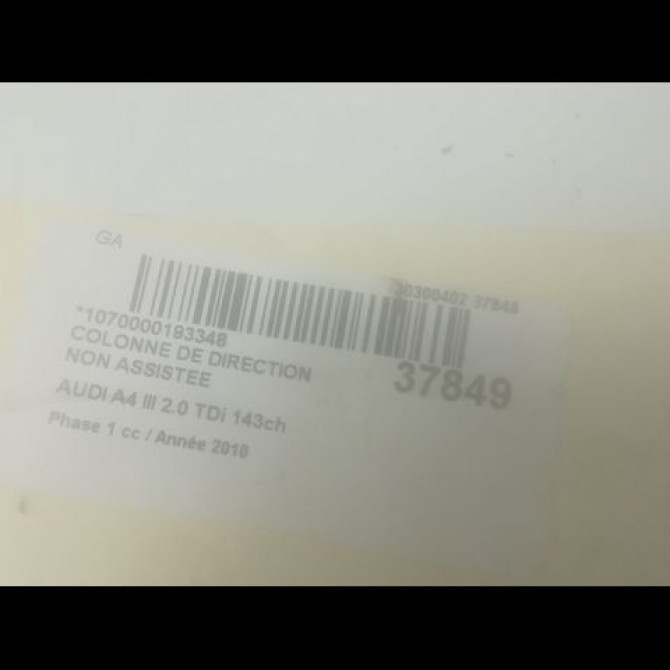 GA
37849
*1070000193348
COLONNE DE DIRECTION
NON ASSISTEE
37849
AUDI A4 III 2.0 TDi 143ch
Phase 1 cc / Année 2010